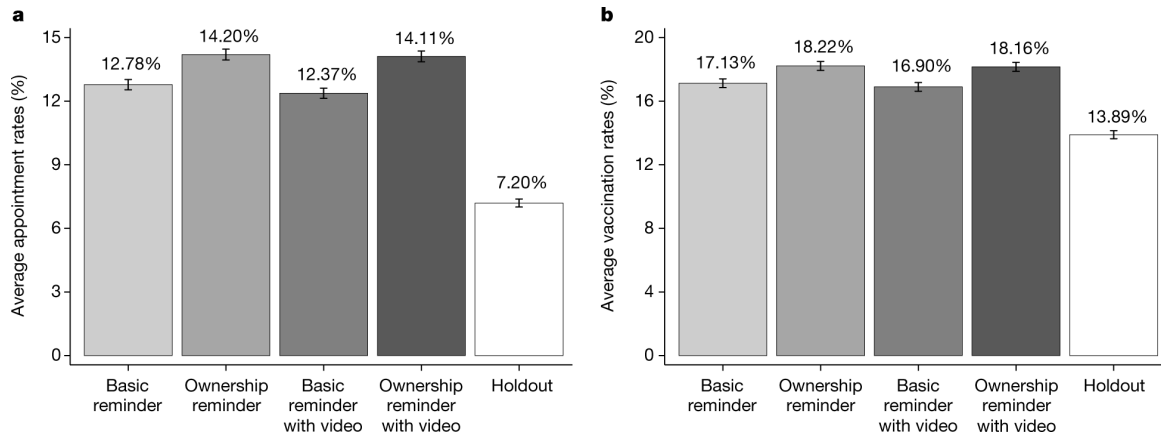 a
Average appointment rates (%)
15
12
9
6
3
0
12.78%
14.20%
12.37%
14.11%
7.20%
Basic
reminder
Ownership
reminder
Basic
reminder
with video
Ownership
reminder
with video
Holdout
b
Average vaccination rates (%)
20
16
12
8
4
0
17.13%
18.22%
16.90%
18.16%
13.89%
Basic
reminder
Ownership
reminder
Basic
reminder
with video
Ownership
reminder
with video
Holdout